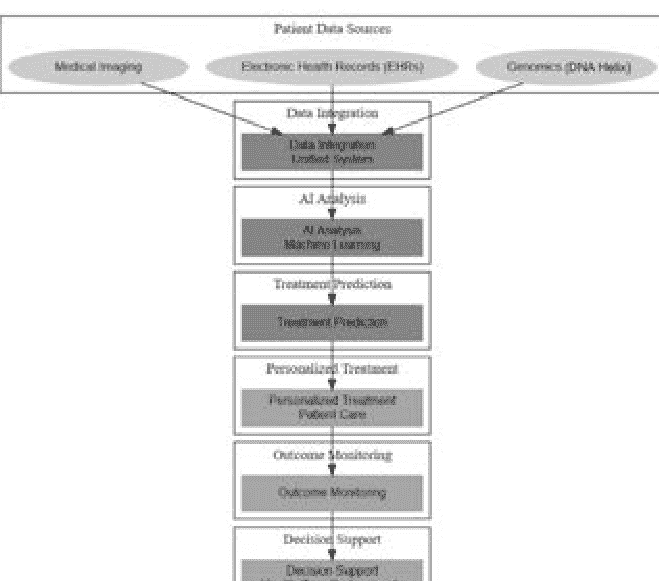 Patient Data Sources
Medical Imaging
Electronic Health Records (EHRs)
Genomics (DNA Helix)
Data Integration
Data Integration
Unified System
AI Analysis
AI Analysis
Machine Learning
Treatment Prediction
Treatment Prediction
Personalized Treatment
Personalized Treatment
Patient Care
Outcome Monitoring
Outcome Monitoring
Decision Support
Decision Support